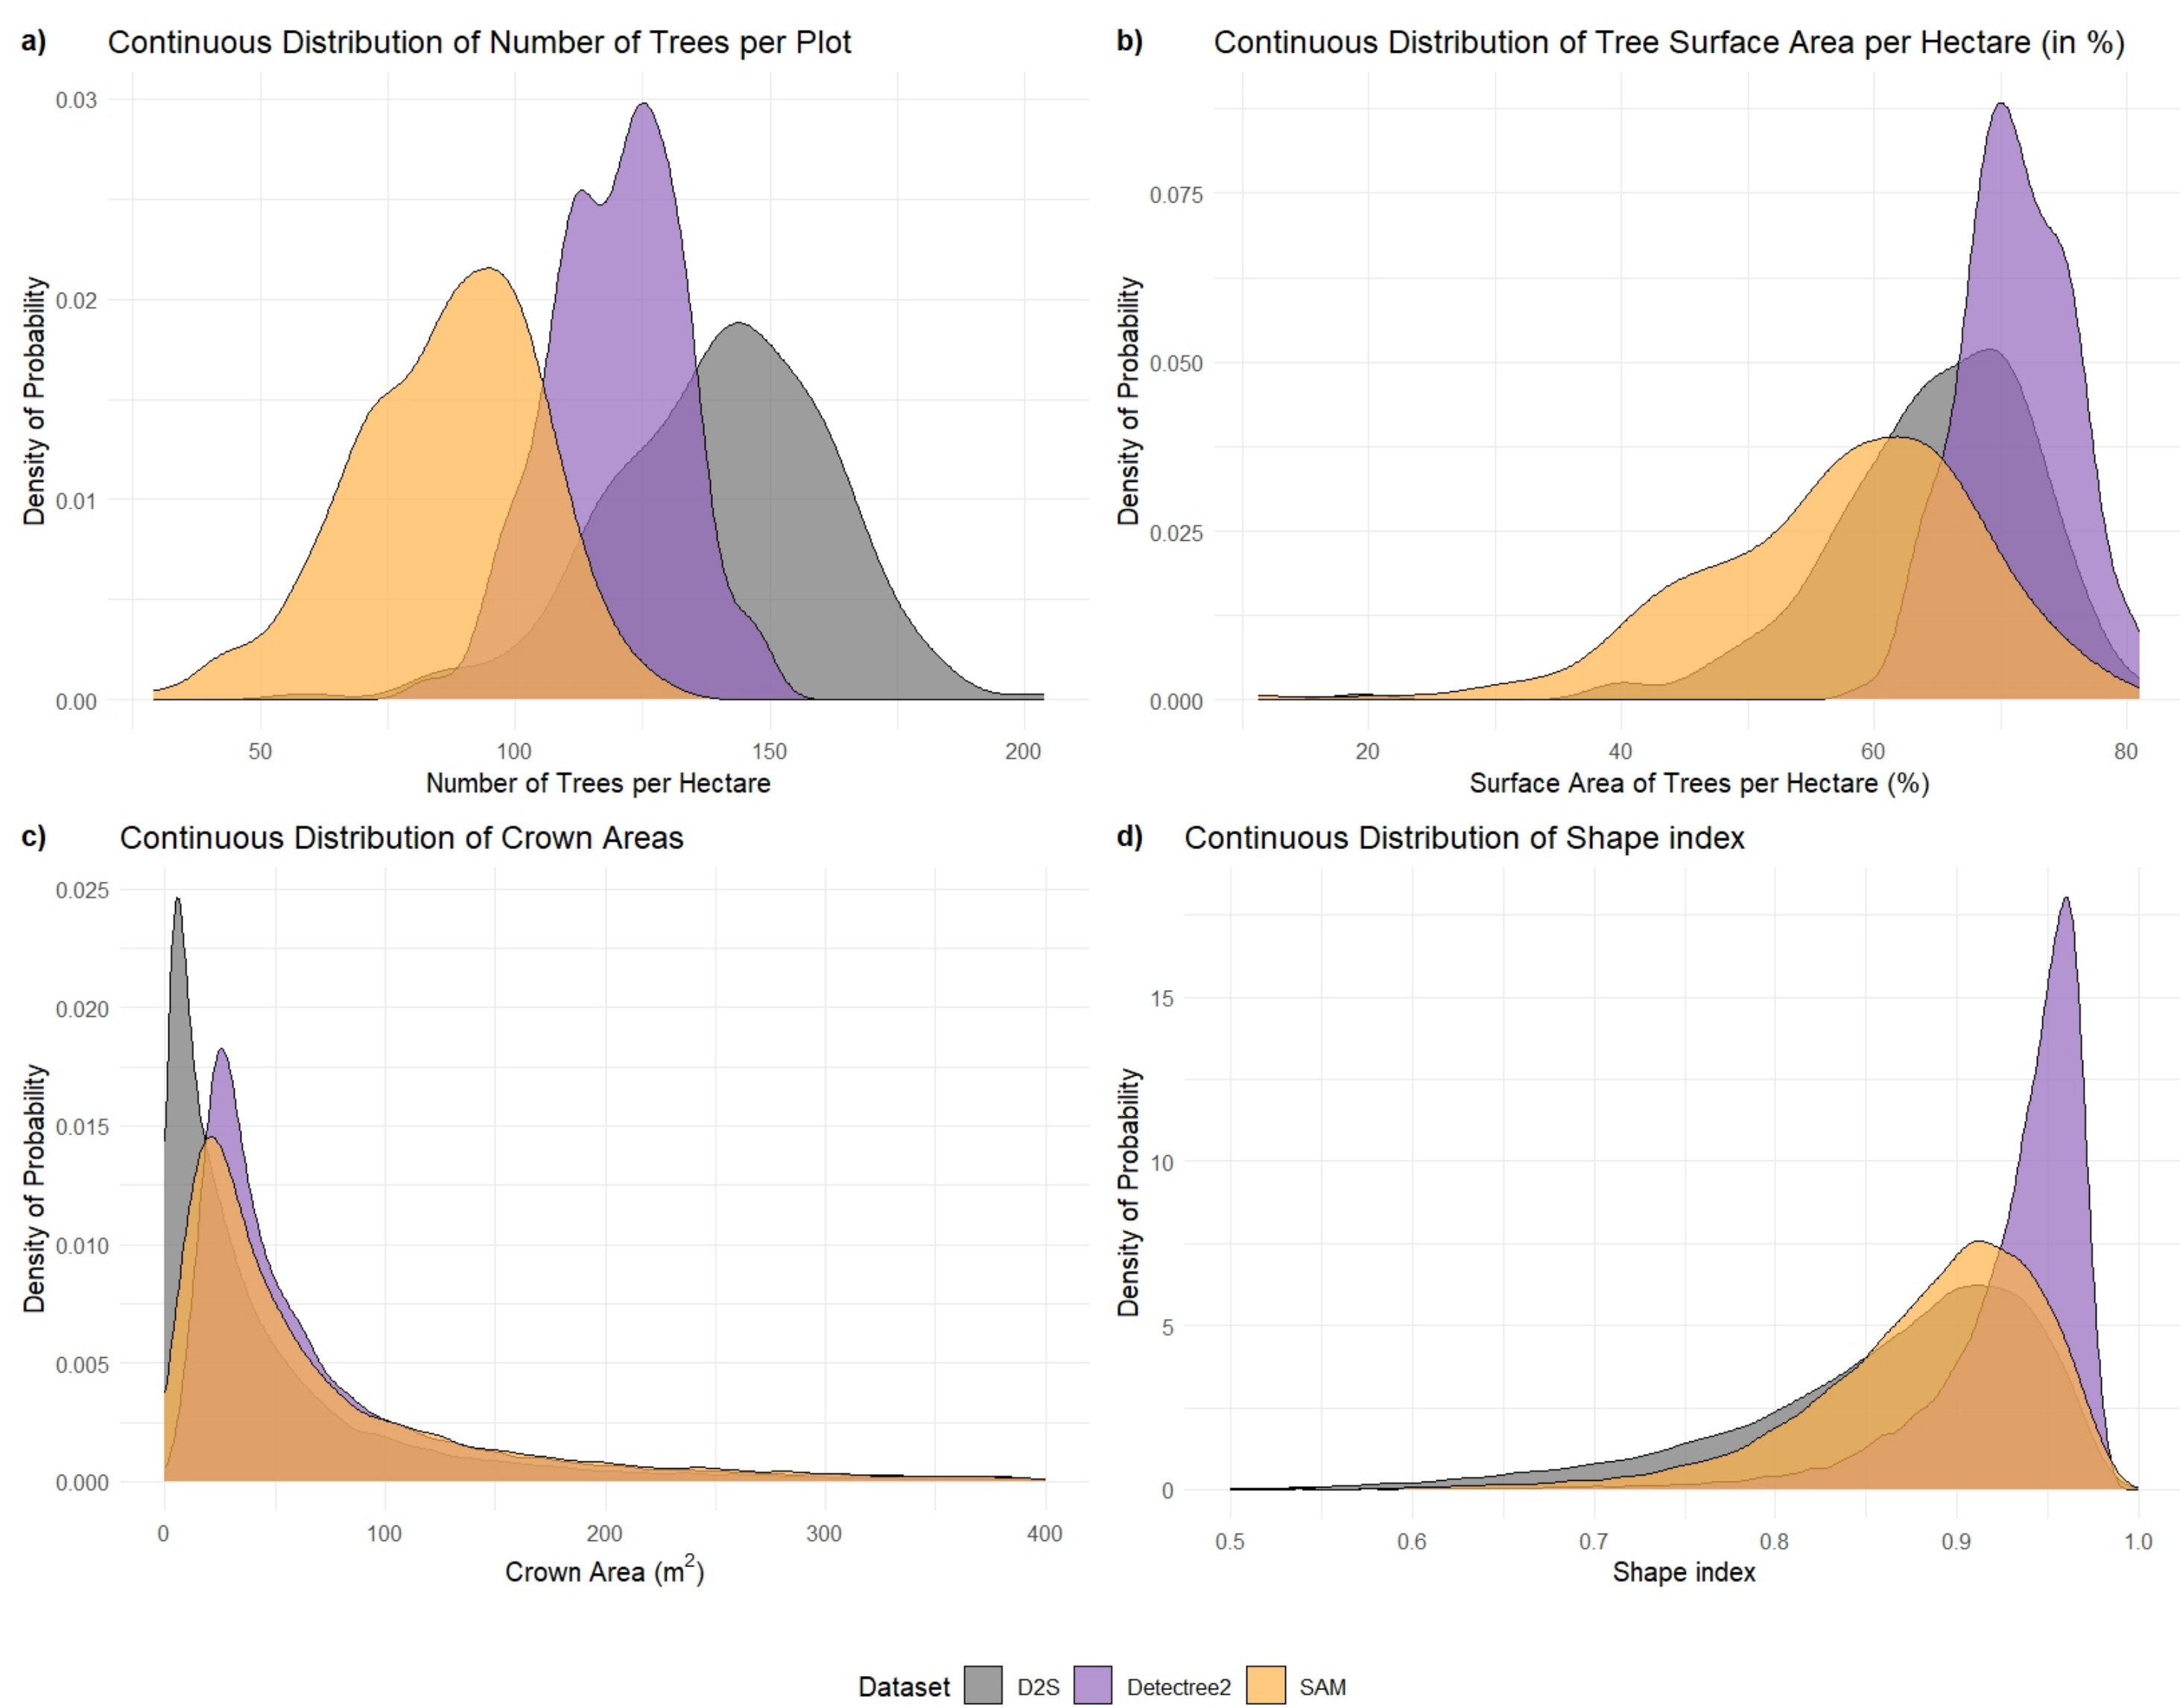 a) Continuous Distribution of Number of Trees per Plot
Density of Probability
0.03
0.02
0.01
0.00
50 100 150 200
Number of Trees per Hectare
b) Continuous Distribution of Tree Surface Area per Hectare (in %)
Density of Probability
0.075
0.050
0.025
0.000
20 40 60 80
Surface Area of Trees per Hectare (%)
c) Continuous Distribution of Crown Areas
Density of Probability
0.025
0.020
0.015
0.010
0.005
0.000
0 100 200 300 400
Crown Area (m²)
d) Continuous Distribution of Shape index
Density of Probability
15
10
5
0
0.5 0.6 0.7 0.8 0.9 1.0
Shape index
Dataset D2S Detectree2 SAM